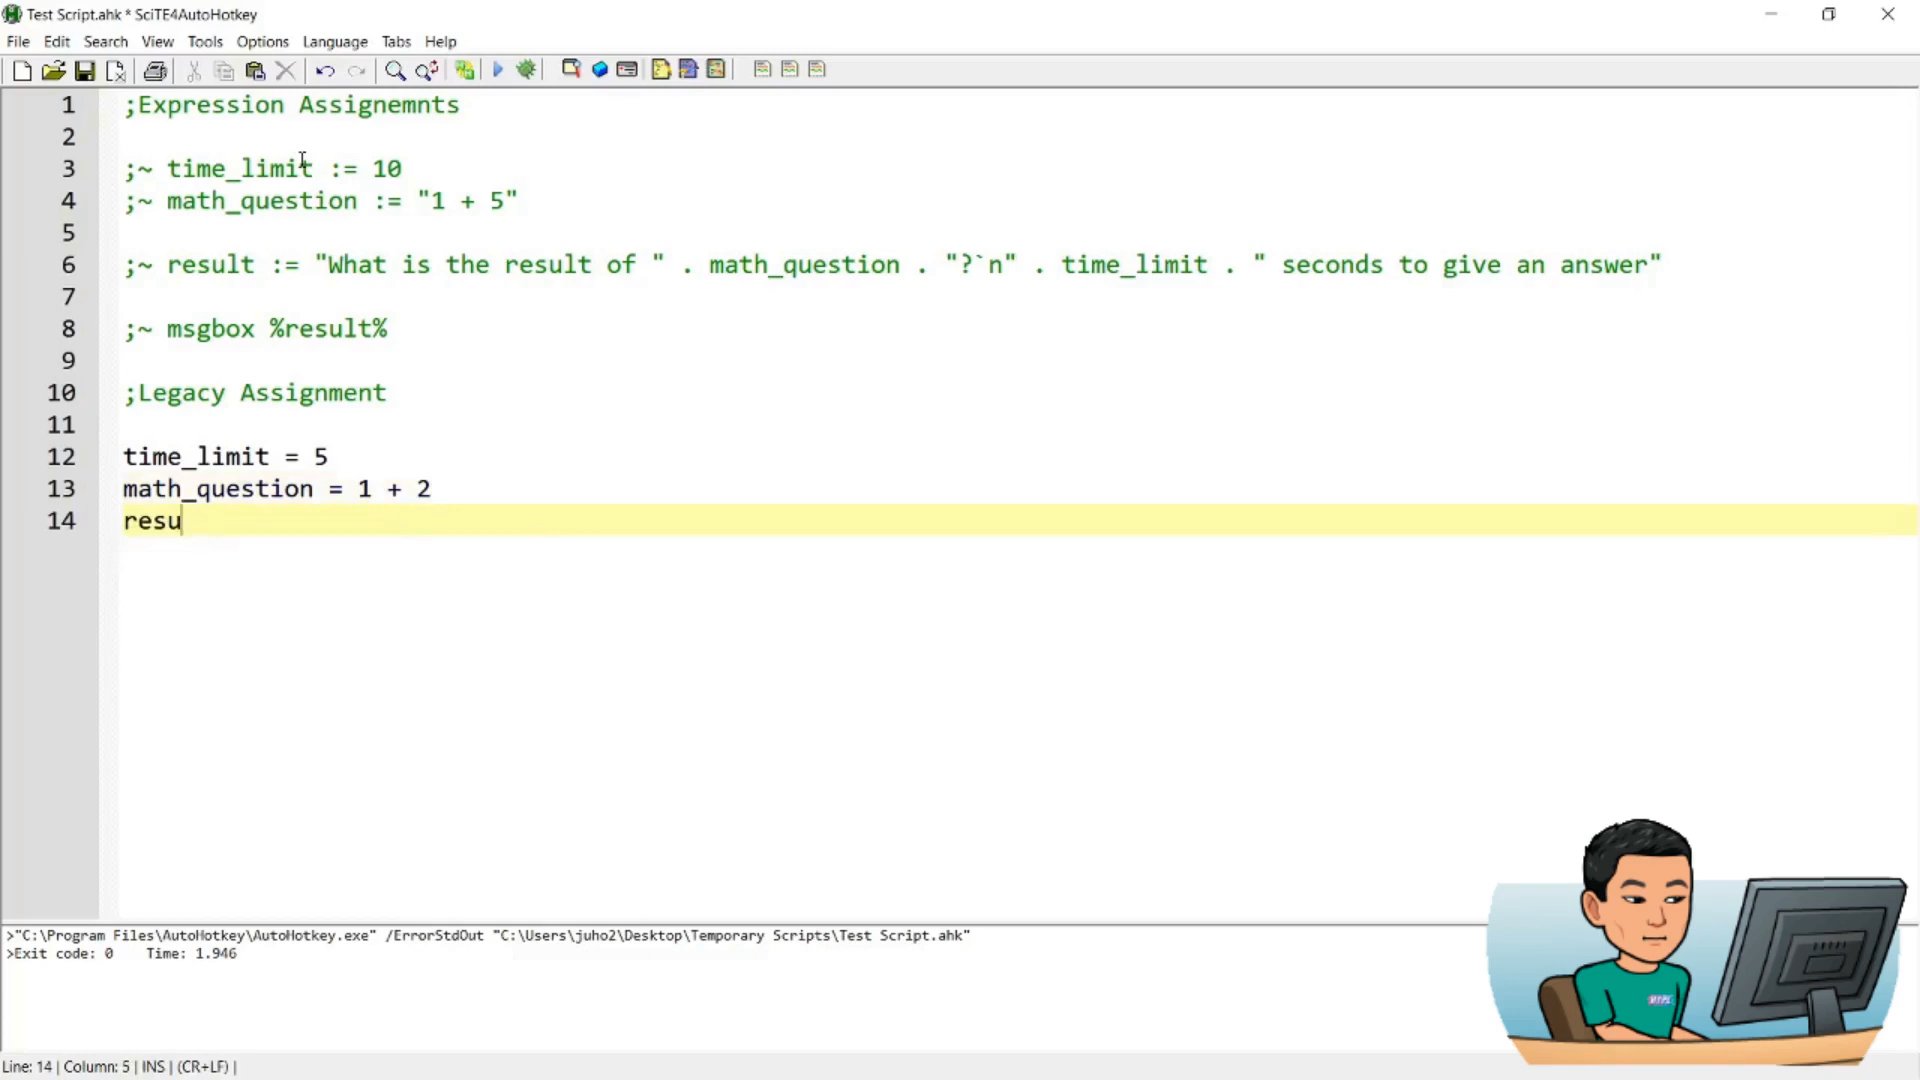 Test Script.ahk * SciTE4AutoHotkey
File Edit Search View Tools Options Language Tabs Help
1 ;Expression Assignemnts
2
3 ;~ time_limit := 10
4 ;~ math_question := "1 + 5"
5
6 ;~ result := "What is the result of " . math_question . "?`n" . time_limit . " seconds to give an answer"
7
8 ;~ msgbox %result%
9
10 ;Legacy Assignment
11
12 time_limit = 5
13 math_question = 1 + 2
14 resu
>"C:\Program Files\AutoHotkey\AutoHotkey.exe" /ErrorStdOut "C:\Users\juho2\Desktop\Temporary Scripts\Test Script.ahk"
>Exit code: 0    Time: 1.946
Line: 14 | Column: 5 | INS | (CR+LF) |